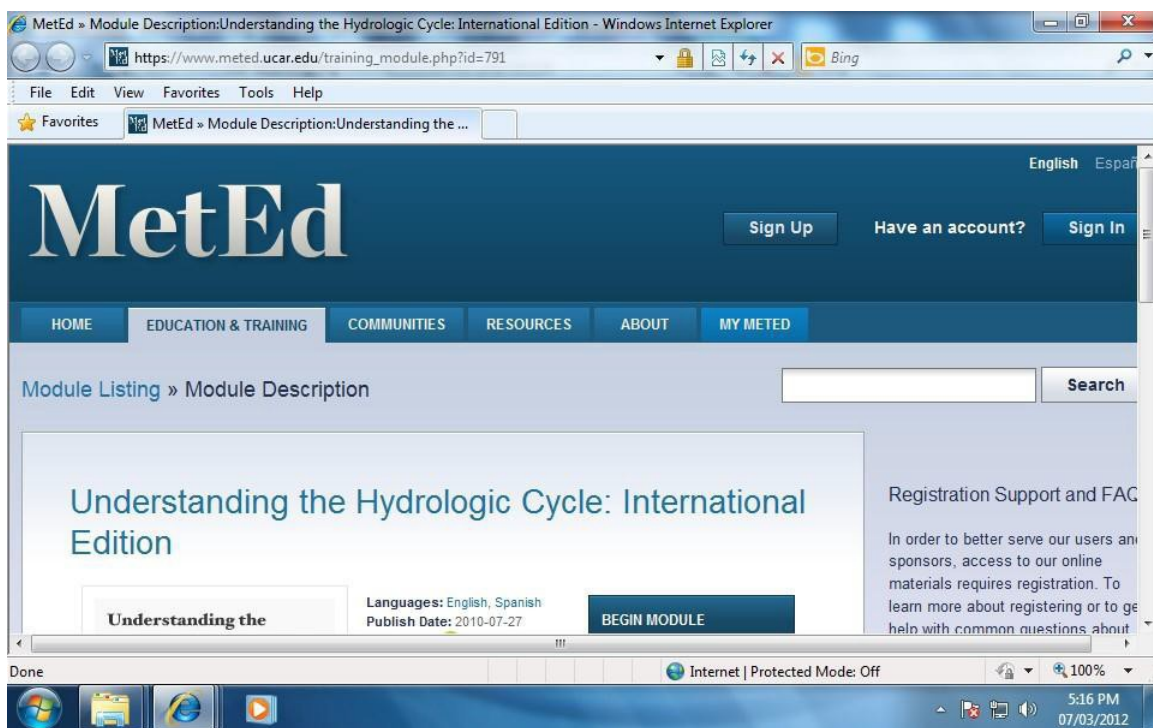 MetEd » Module Description:Understanding the Hydrologic Cycle: International Edition - Windows Internet Explorer
https://www.meted.ucar.edu/training_module.php?id=791
Bing
File Edit View Favorites Tools Help
Favorites
MetEd » Module Description:Understanding the ...
English Españ
MetEd
Sign Up
Have an account?
Sign In
HOME
EDUCATION & TRAINING
COMMUNITIES
RESOURCES
ABOUT
MY METED
Module Listing » Module Description
Search
Understanding the Hydrologic Cycle: International
Edition
Understanding the
Languages: English, Spanish
Publish Date: 2010-07-27
BEGIN MODULE
Registration Support and FAQ
In order to better serve our users an
sponsors, access to our online
materials requires registration. To
learn more about registering or to ge
help with common questions about
Done
Internet | Protected Mode: Off
100%
5:16 PM
07/03/2012